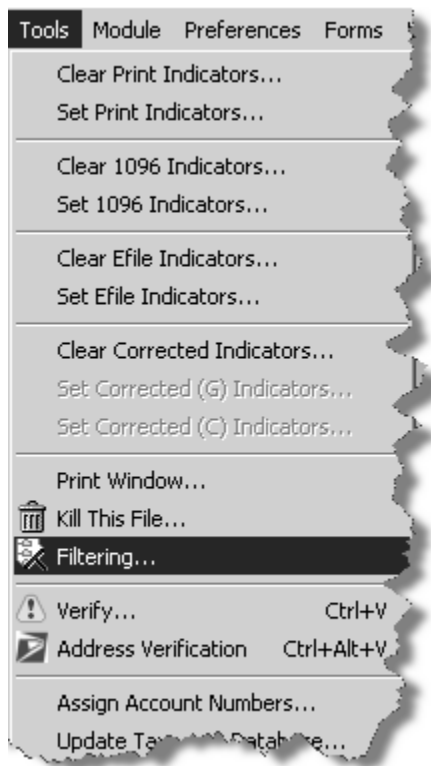 Tools Module Preferences Forms
Clear Print Indicators...
Set Print Indicators...
Clear 1096 Indicators...
Set 1096 Indicators...
Clear Efile Indicators...
Set Efile Indicators...
Clear Corrected Indicators...
Set Corrected (G) Indicators...
Set Corrected (C) Indicators...
Print Window...
Kill This File...
Filtering...
Verify... Ctrl+V
Address Verification Ctrl+Alt+V
Assign Account Numbers...
Update